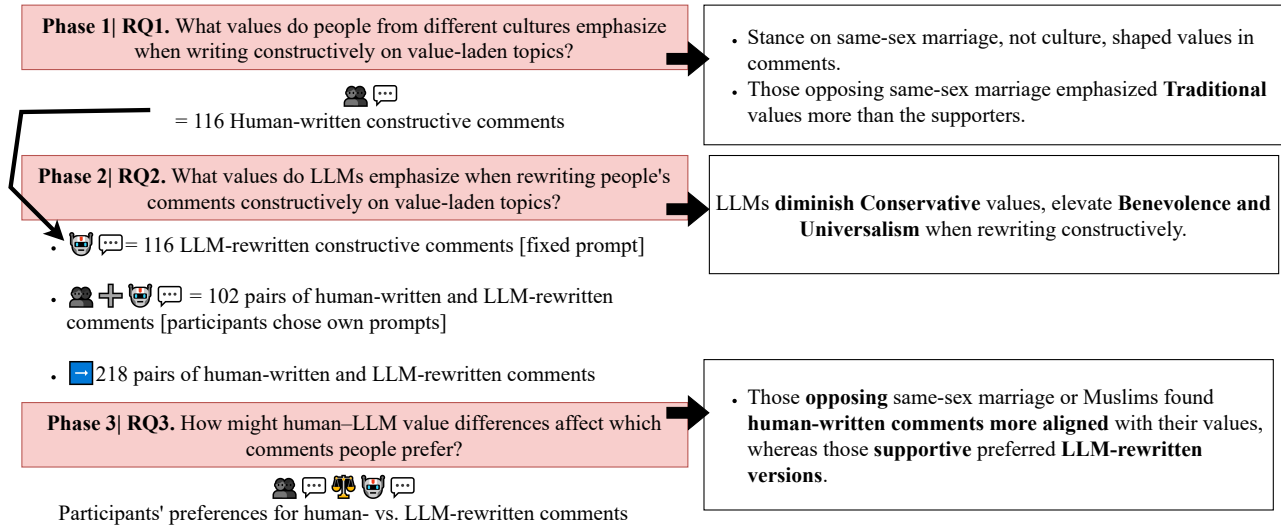 Phase 1| RQ1. What values do people from different cultures emphasize
when writing constructively on value-laden topics?
= 116 Human-written constructive comments
• Stance on same-sex marriage, not culture, shaped values in
comments.
• Those opposing same-sex marriage emphasized Traditional
values more than the supporters.
Phase 2| RQ2. What values do LLMs emphasize when rewriting people's
comments constructively on value-laden topics?
• = 116 LLM-rewritten constructive comments [fixed prompt]
• = 102 pairs of human-written and LLM-rewritten
comments [participants chose own prompts]
• 218 pairs of human-written and LLM-rewritten comments
LLMs diminish Conservative values, elevate Benevolence and
Universalism when rewriting constructively.
Phase 3| RQ3. How might human–LLM value differences affect which
comments people prefer?
Participants' preferences for human- vs. LLM-rewritten comments
• Those opposing same-sex marriage or Muslims found
human-written comments more aligned with their values,
whereas those supportive preferred LLM-rewritten
versions.